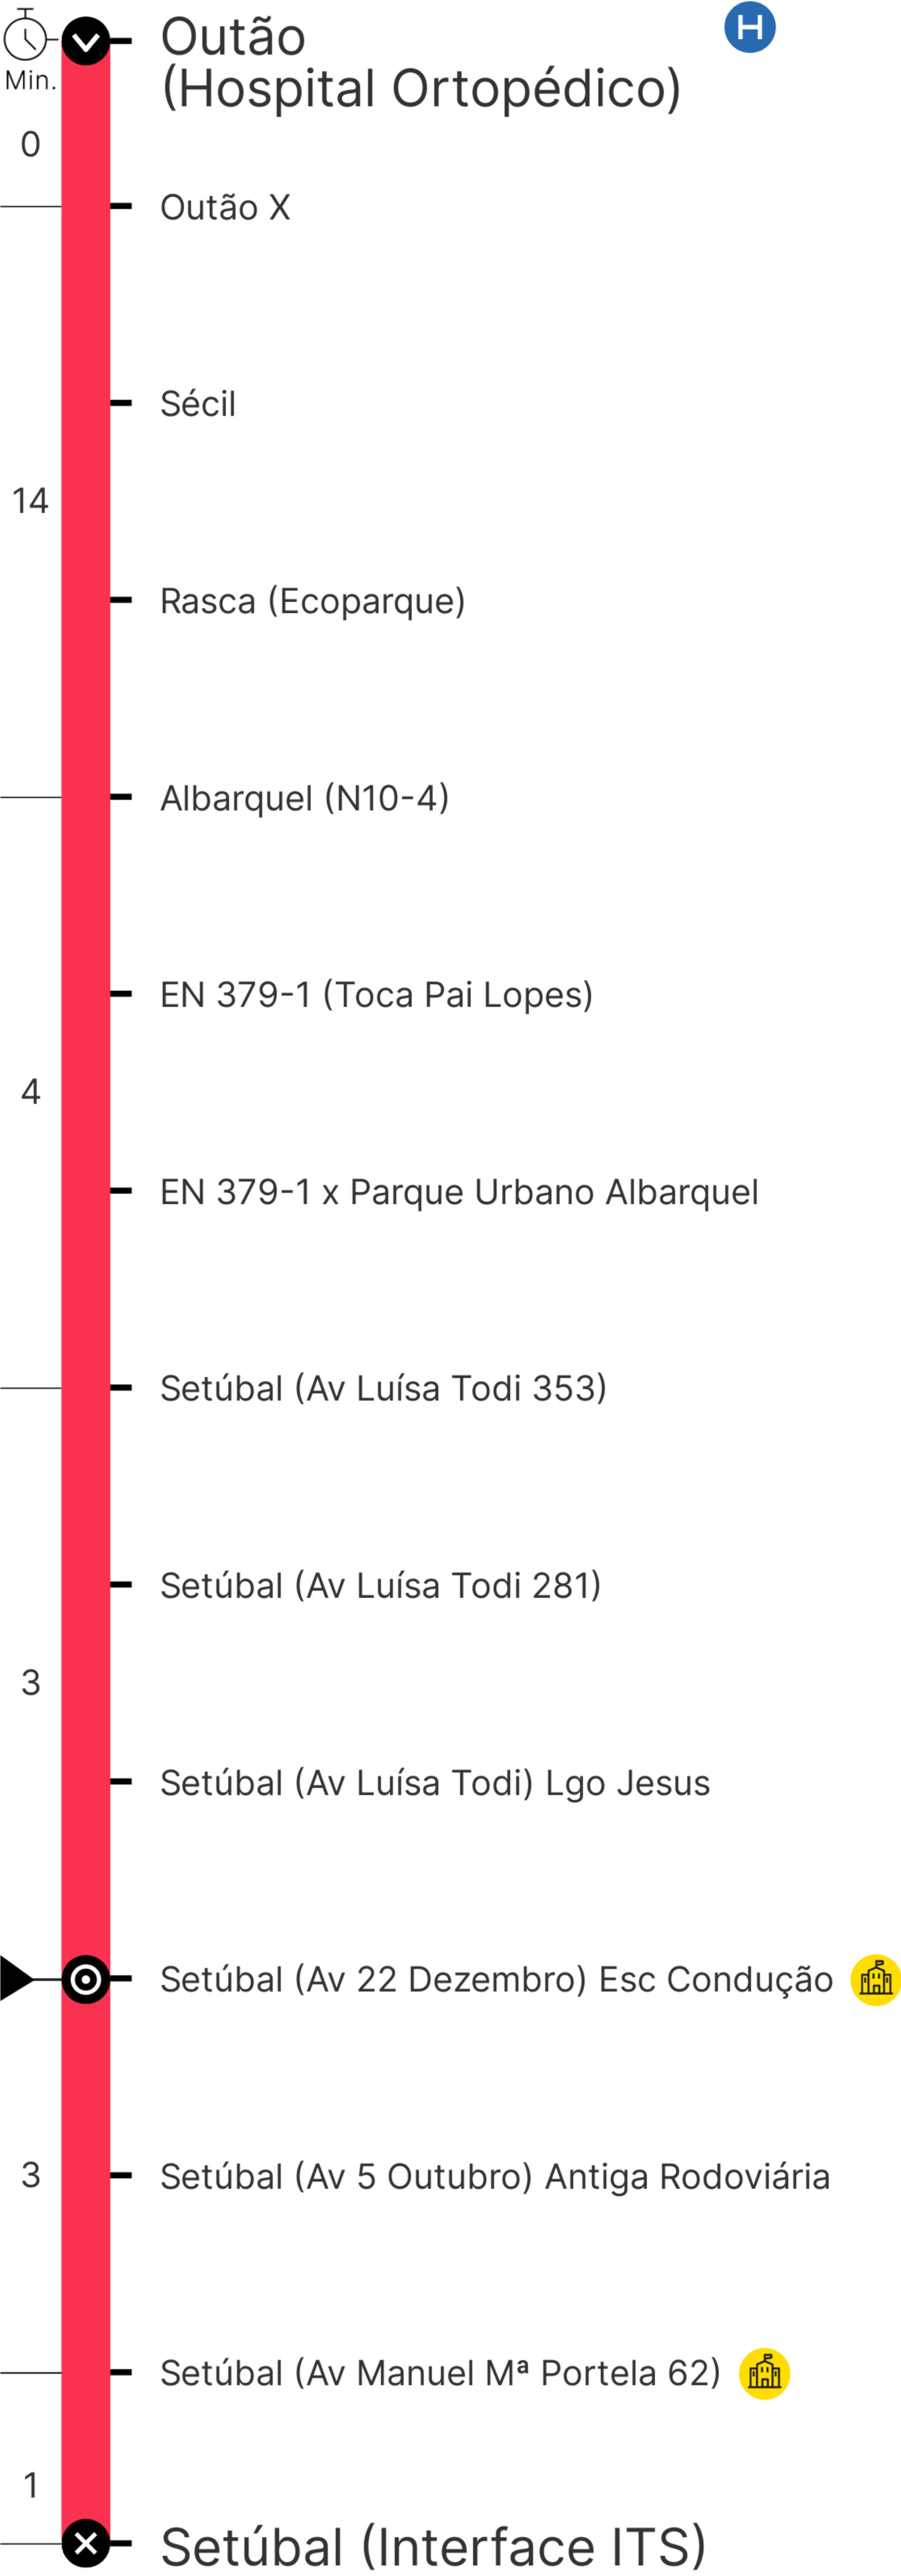 Outão
(Hospital Ortopédico)
H
Min.
0
Outão X
Sécil
14
Rasca (Ecoparque)
Albarquel (N10-4)
EN 379-1 (Toca Pai Lopes)
4
EN 379-1 x Parque Urbano Albarquel
Setúbal (Av Luísa Todi 353)
Setúbal (Av Luísa Todi 281)
3
Setúbal (Av Luísa Todi) Lgo Jesus
Setúbal (Av 22 Dezembro) Esc Condução
3
Setúbal (Av 5 Outubro) Antiga Rodoviária
Setúbal (Av Manuel Mª Portela 62)
1
Setúbal (Interface ITS)